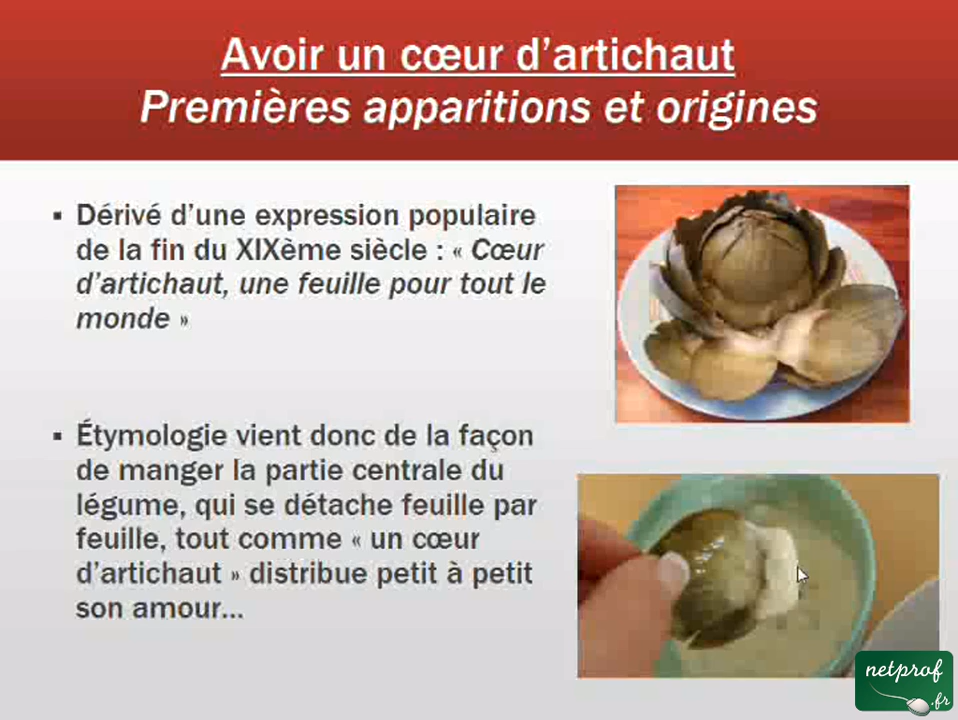 Avoir un cœur d'artichaut
Premières apparitions et origines
▪ Dérivé d'une expression populaire
de la fin du XIXème siècle : « Cœur
d'artichaut, une feuille pour tout le
monde »
▪ Étymologie vient donc de la façon
de manger la partie centrale du
légume, qui se détache feuille par
feuille, tout comme « un cœur
d'artichaut » distribue petit à petit
son amour...
netprof
.fr